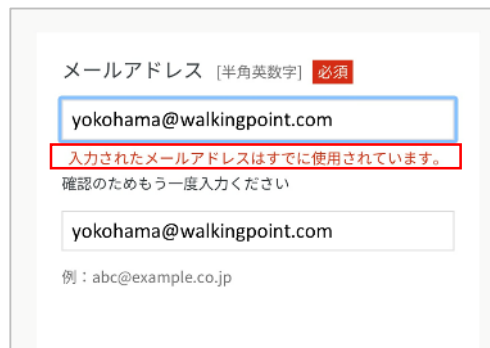 メールアドレス [半角英数字] 必須
yokohama@walkingpoint.com
入力されたメールアドレスはすでに使用されています。
確認のためもう一度入力ください
yokohama@walkingpoint.com
例：abc@example.co.jp